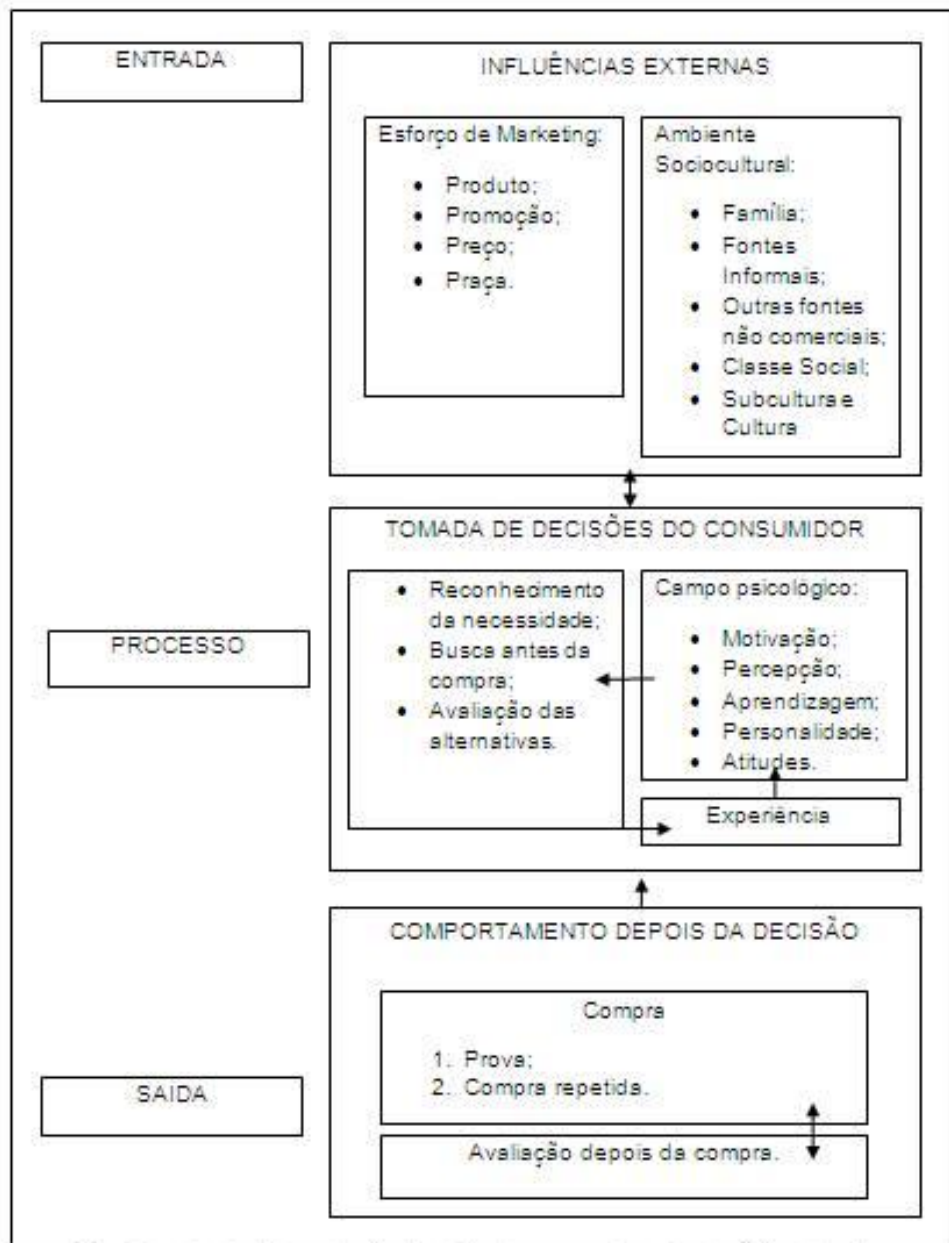 ENTRADA
INFLUÊNCIAS EXTERNAS
Esforço de Marketing:
• Produto;
• Promoção;
• Preço;
• Praça.
Ambiente
Sociocultural:
• Família;
• Fontes
Informais;
• Outras fontes
não comerciais;
• Classe Social;
• Subcultura e
Cultura
PROCESSO
TOMADA DE DECISÕES DO CONSUMIDOR
• Reconhecimento
da necessidade;
• Busca antes da
compra;
• Avaliação das
alternativas.
Campo psicológico:
• Motivação;
• Percepção;
• Aprendizagem;
• Personalidade;
• Atitudes.
Experiência
SAIDA
COMPORTAMENTO DEPOIS DA DECISÃO
Compra
1. Prova;
2. Compra repetida.
Avaliação depois da compra.